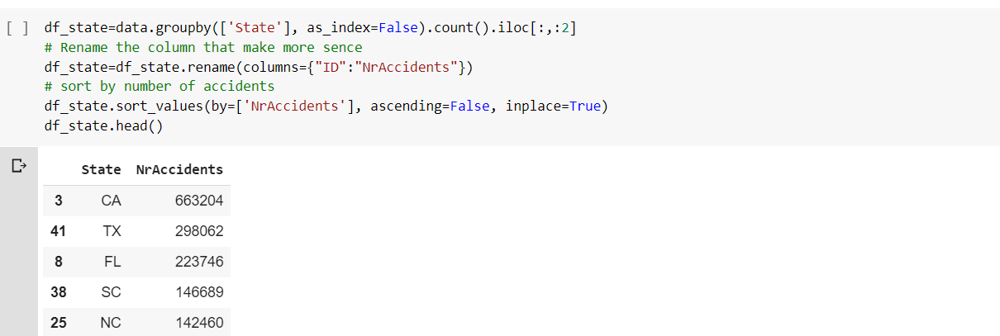 [ ] df_state=data.groupby(['State'], as_index=False).count().iloc[:,:2]
# Rename the column that make more sence
df_state=df_state.rename(columns={"ID":"NrAccidents"})
# sort by number of accidents
df_state.sort_values(by=['NrAccidents'], ascending=False, inplace=True)
df_state.head()
State NrAccidents
3 CA 663204
41 TX 298062
8 FL 223746
38 SC 146689
25 NC 142460